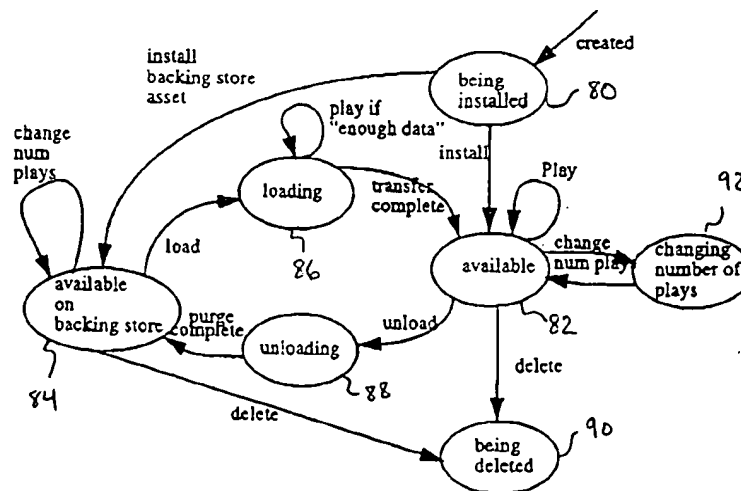 created
install
backing store
asset
being
installed
80
play if
"enough data"
change
num
plays
install
Play
92
loading
transfer
complete
load
86
available
change
num play
changing
number of
plays
available
on
backing store
purge
complete
unloading
unload
82
84
88
delete
delete
being
deleted
90